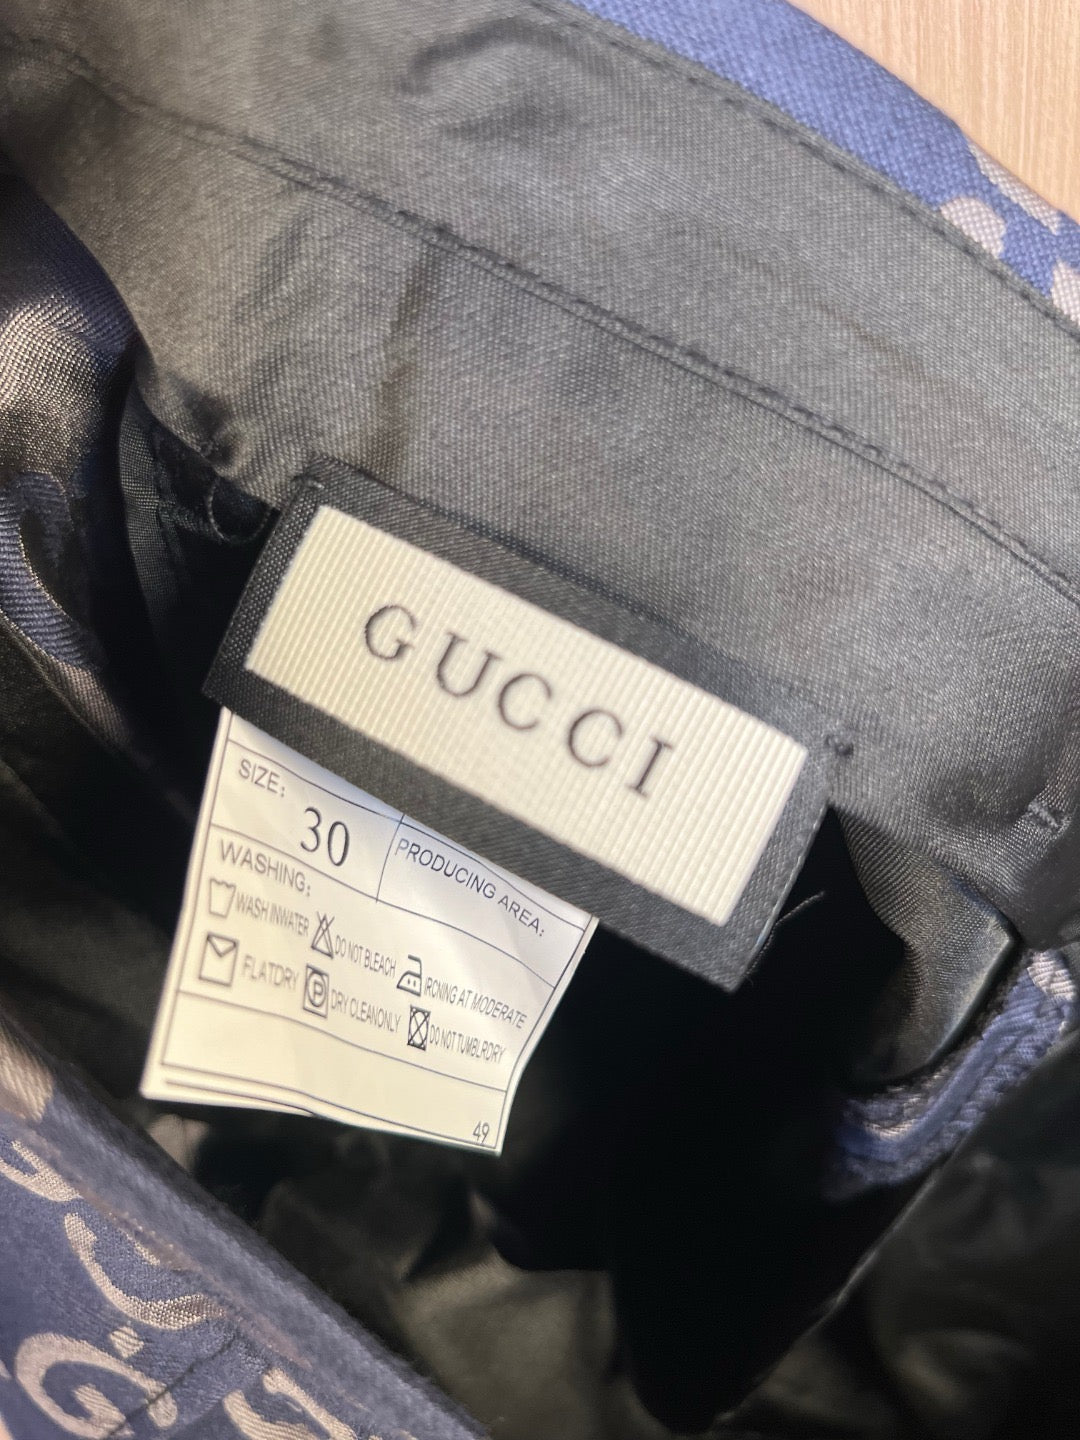 GUCCI
SIZE:
30
PRODUCING AREA:
WASHING:
WASH INWATER DO NOT BLEACH IRCNING AT MODERATE
FLATDRY P DRY CLEANONLY DO NOT TUMBLRDRY
49